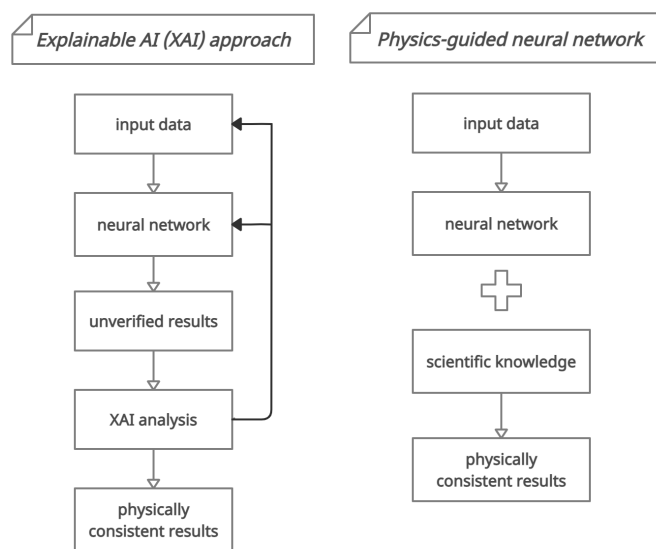 Explainable AI (XAI) approach
input data
neural network
unverified results
XAI analysis
physically
consistent results
Physics-guided neural network
input data
neural network
scientific knowledge
physically
consistent results